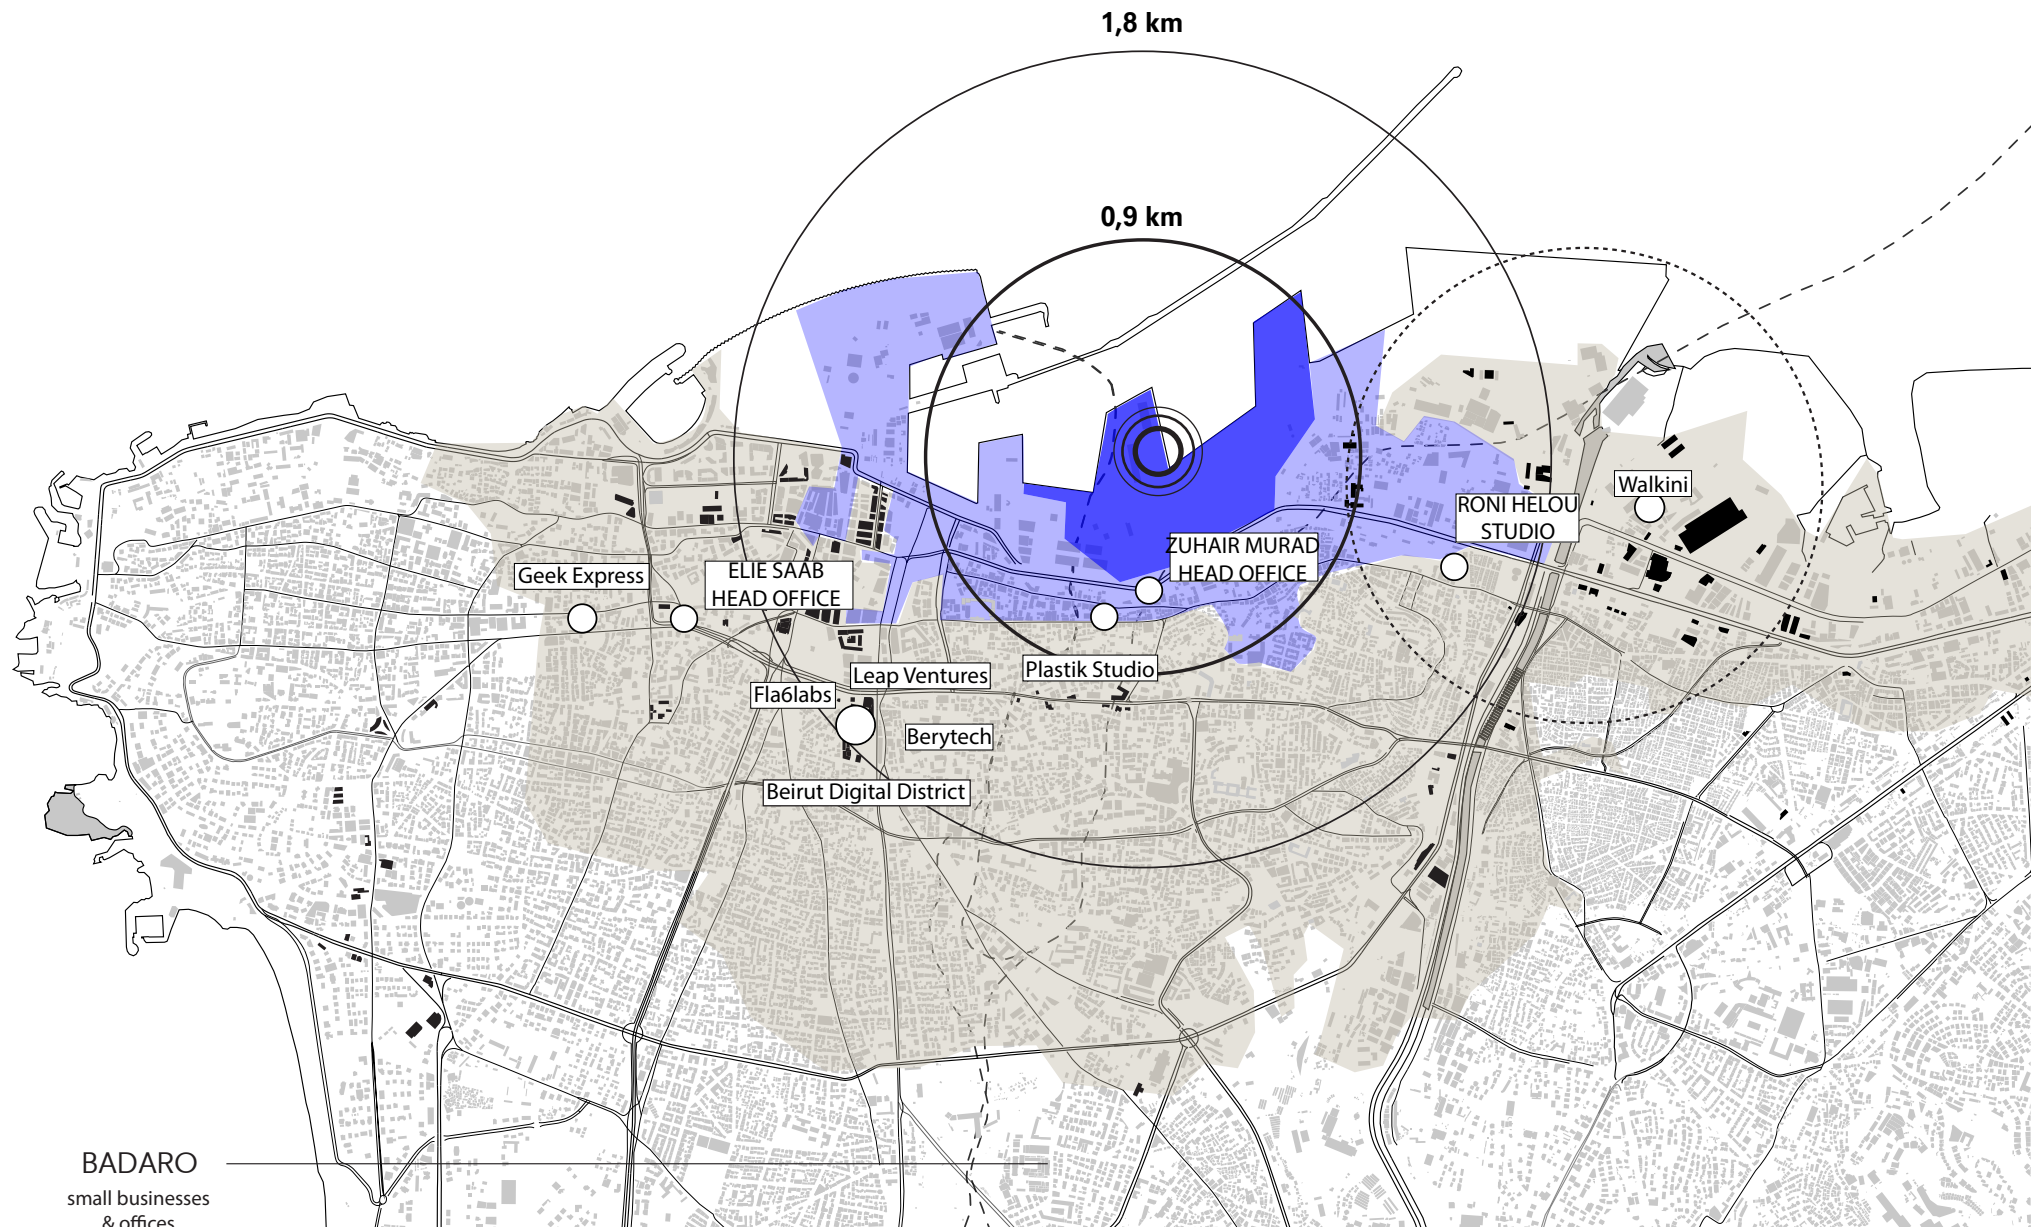 1,8 km
0,9 km
Walkini
RONI HELOU
STUDIO
ZUHAIR MURAD
HEAD OFFICE
Geek Express
ELIE SAAB
HEAD OFFICE
Plastik Studio
Leap Ventures
Fla6labs
Berytech
Beirut Digital District
BADARO
small businesses
& offices